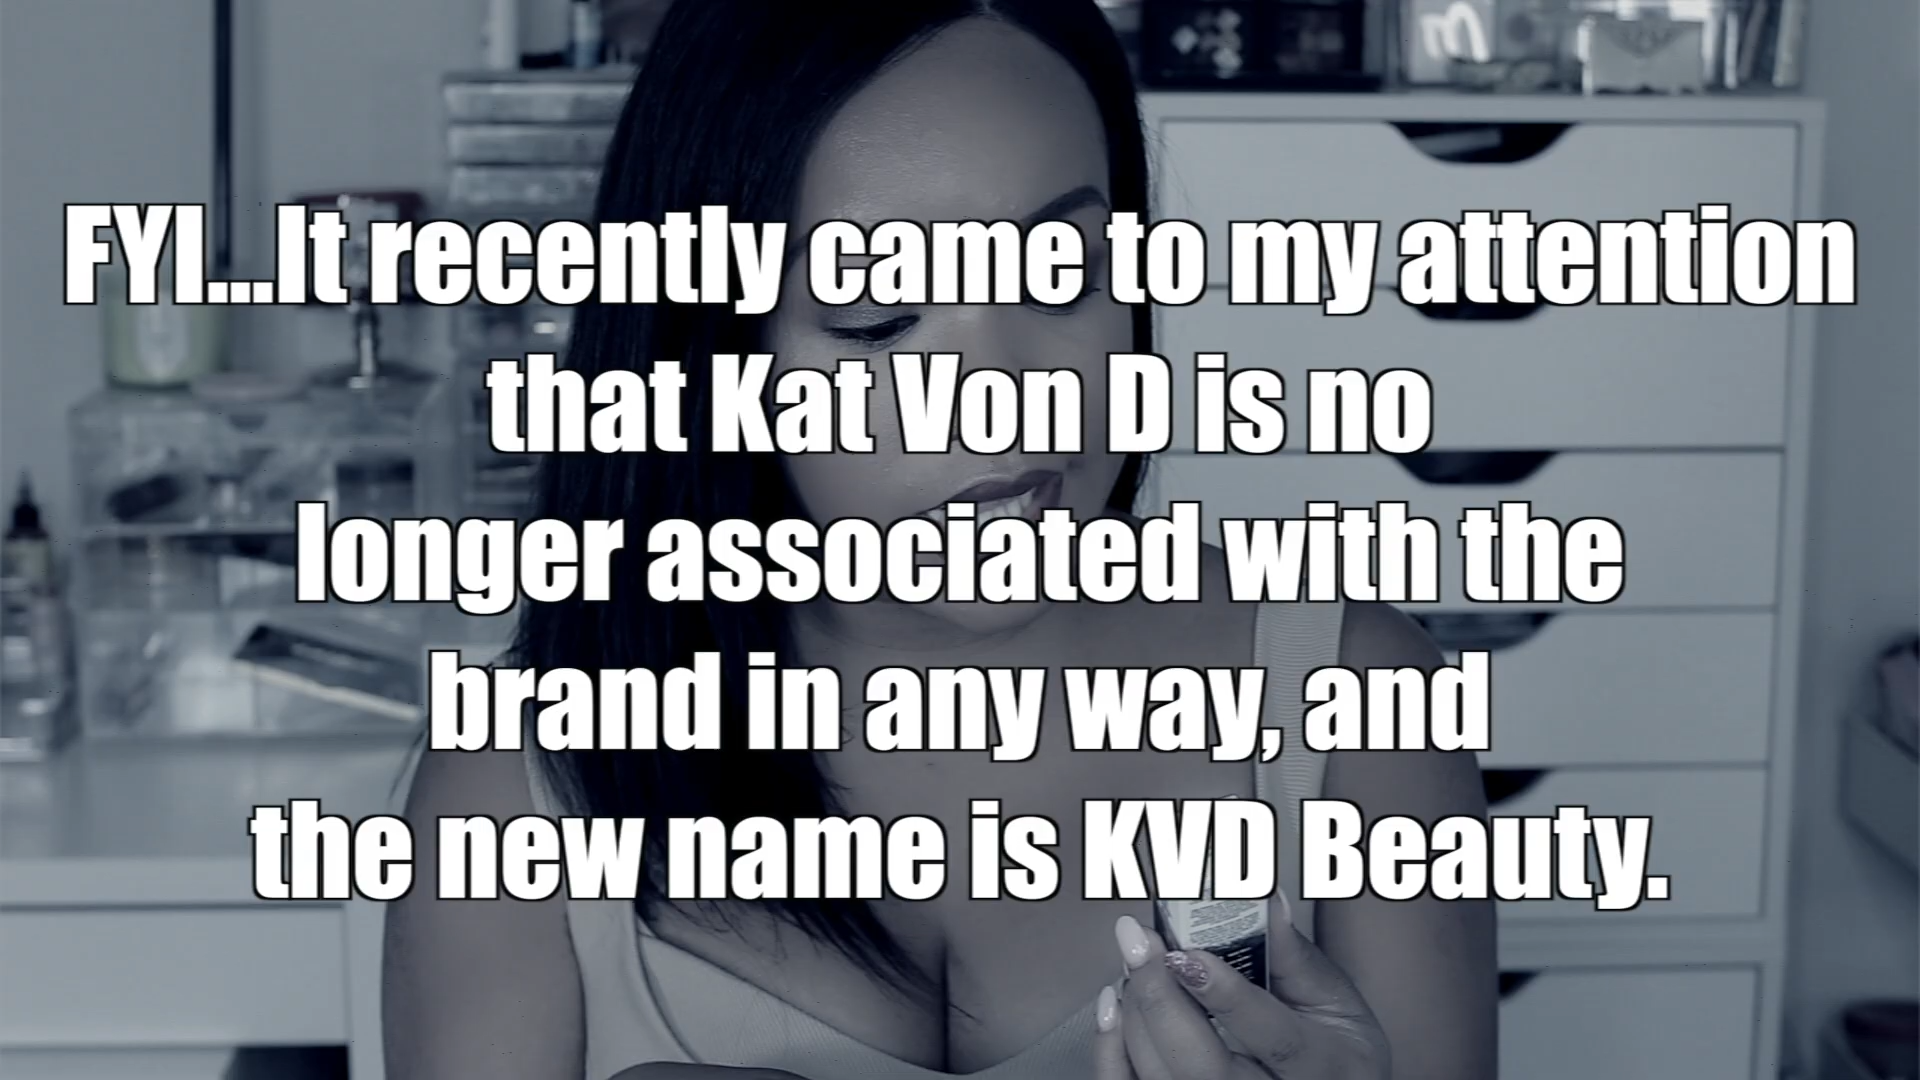 FYI...It recently came to my attention
that Kat Von D is no
longer associated with the
brand in any way, and
the new name is KVD Beauty.